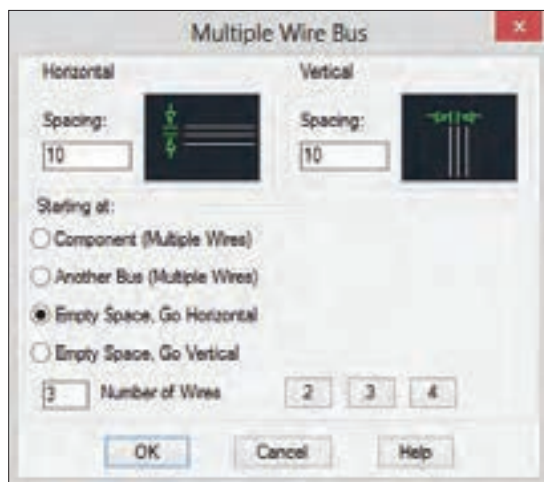 Multiple Wire Bus
x
Horizontal
Vertical
Spacing:
10
Spacing:
10
Starting at:
Component (Multiple Wires)
Another Bus (Multiple Wires)
Empty Space, Go Horizontal
Empty Space, Go Vertical
3 Number of Wires 2 3 4
OK Cancel Help